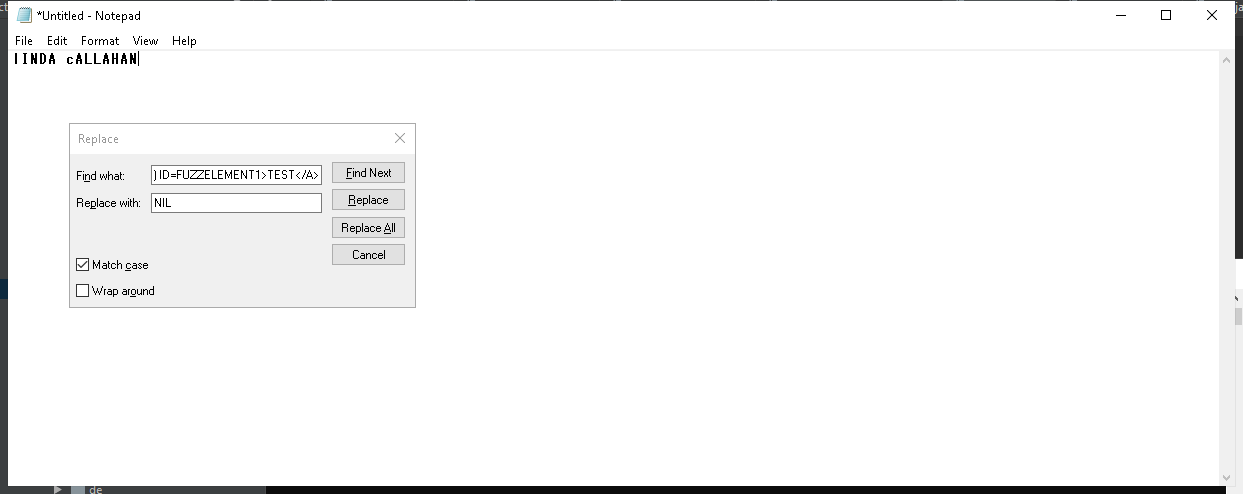 *Untitled - Notepad
File Edit Format View Help
lINDA cALLAHAN
Replace
Find what: )ID=FUZZELEMENT1>TEST</A> Find Next
Replace with: NIL Replace
Replace All
Cancel
Match case
Wrap around
de